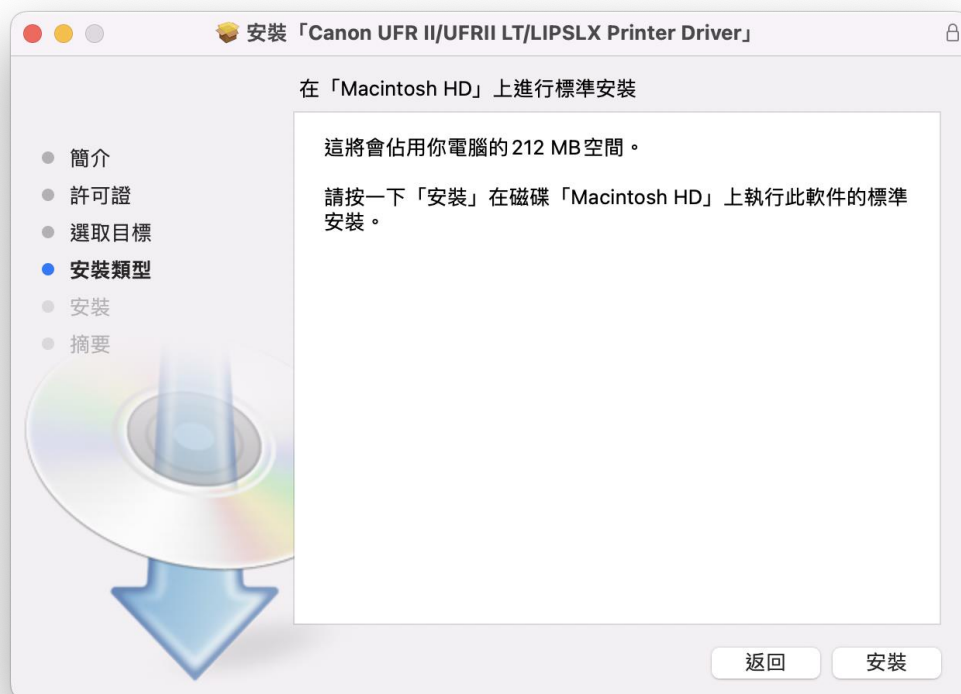 安裝「Canon UFR II/UFRII LT/LIPSLX Printer Driver」
在「Macintosh HD」上進行標準安裝
簡介
許可證
選取目標
安裝類型
安裝
摘要
這將會佔用你電腦的 212 MB 空間。
請按一下「安裝」在磁碟「Macintosh HD」上執行此軟件的標準
安裝。
返回
安裝